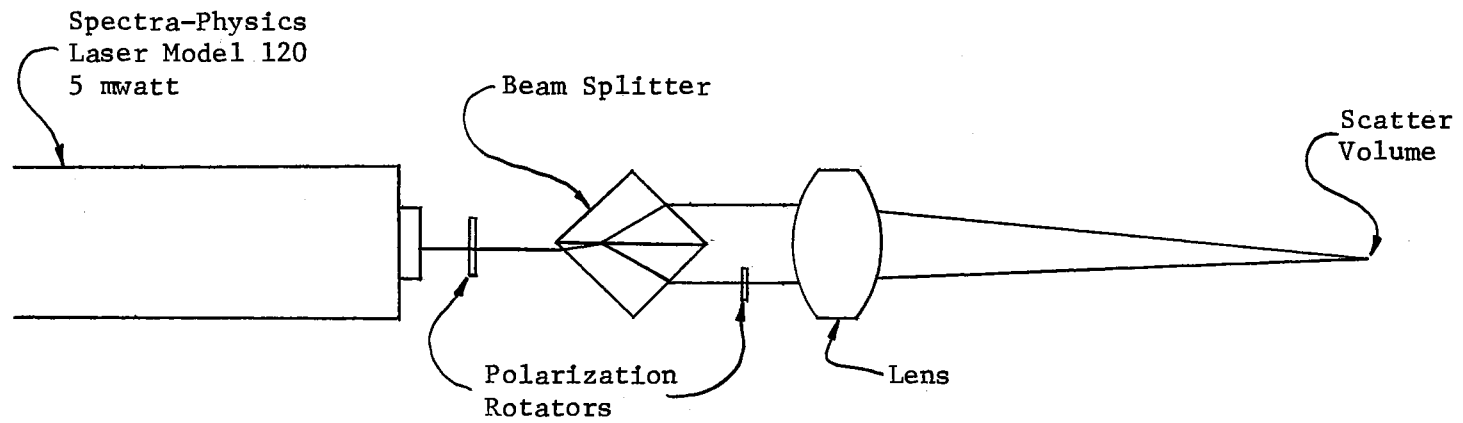 Spectra-Physics
Laser Model 120
5 mwatt
Beam Splitter
Scatter
Volume
Polarization
Rotators
Lens